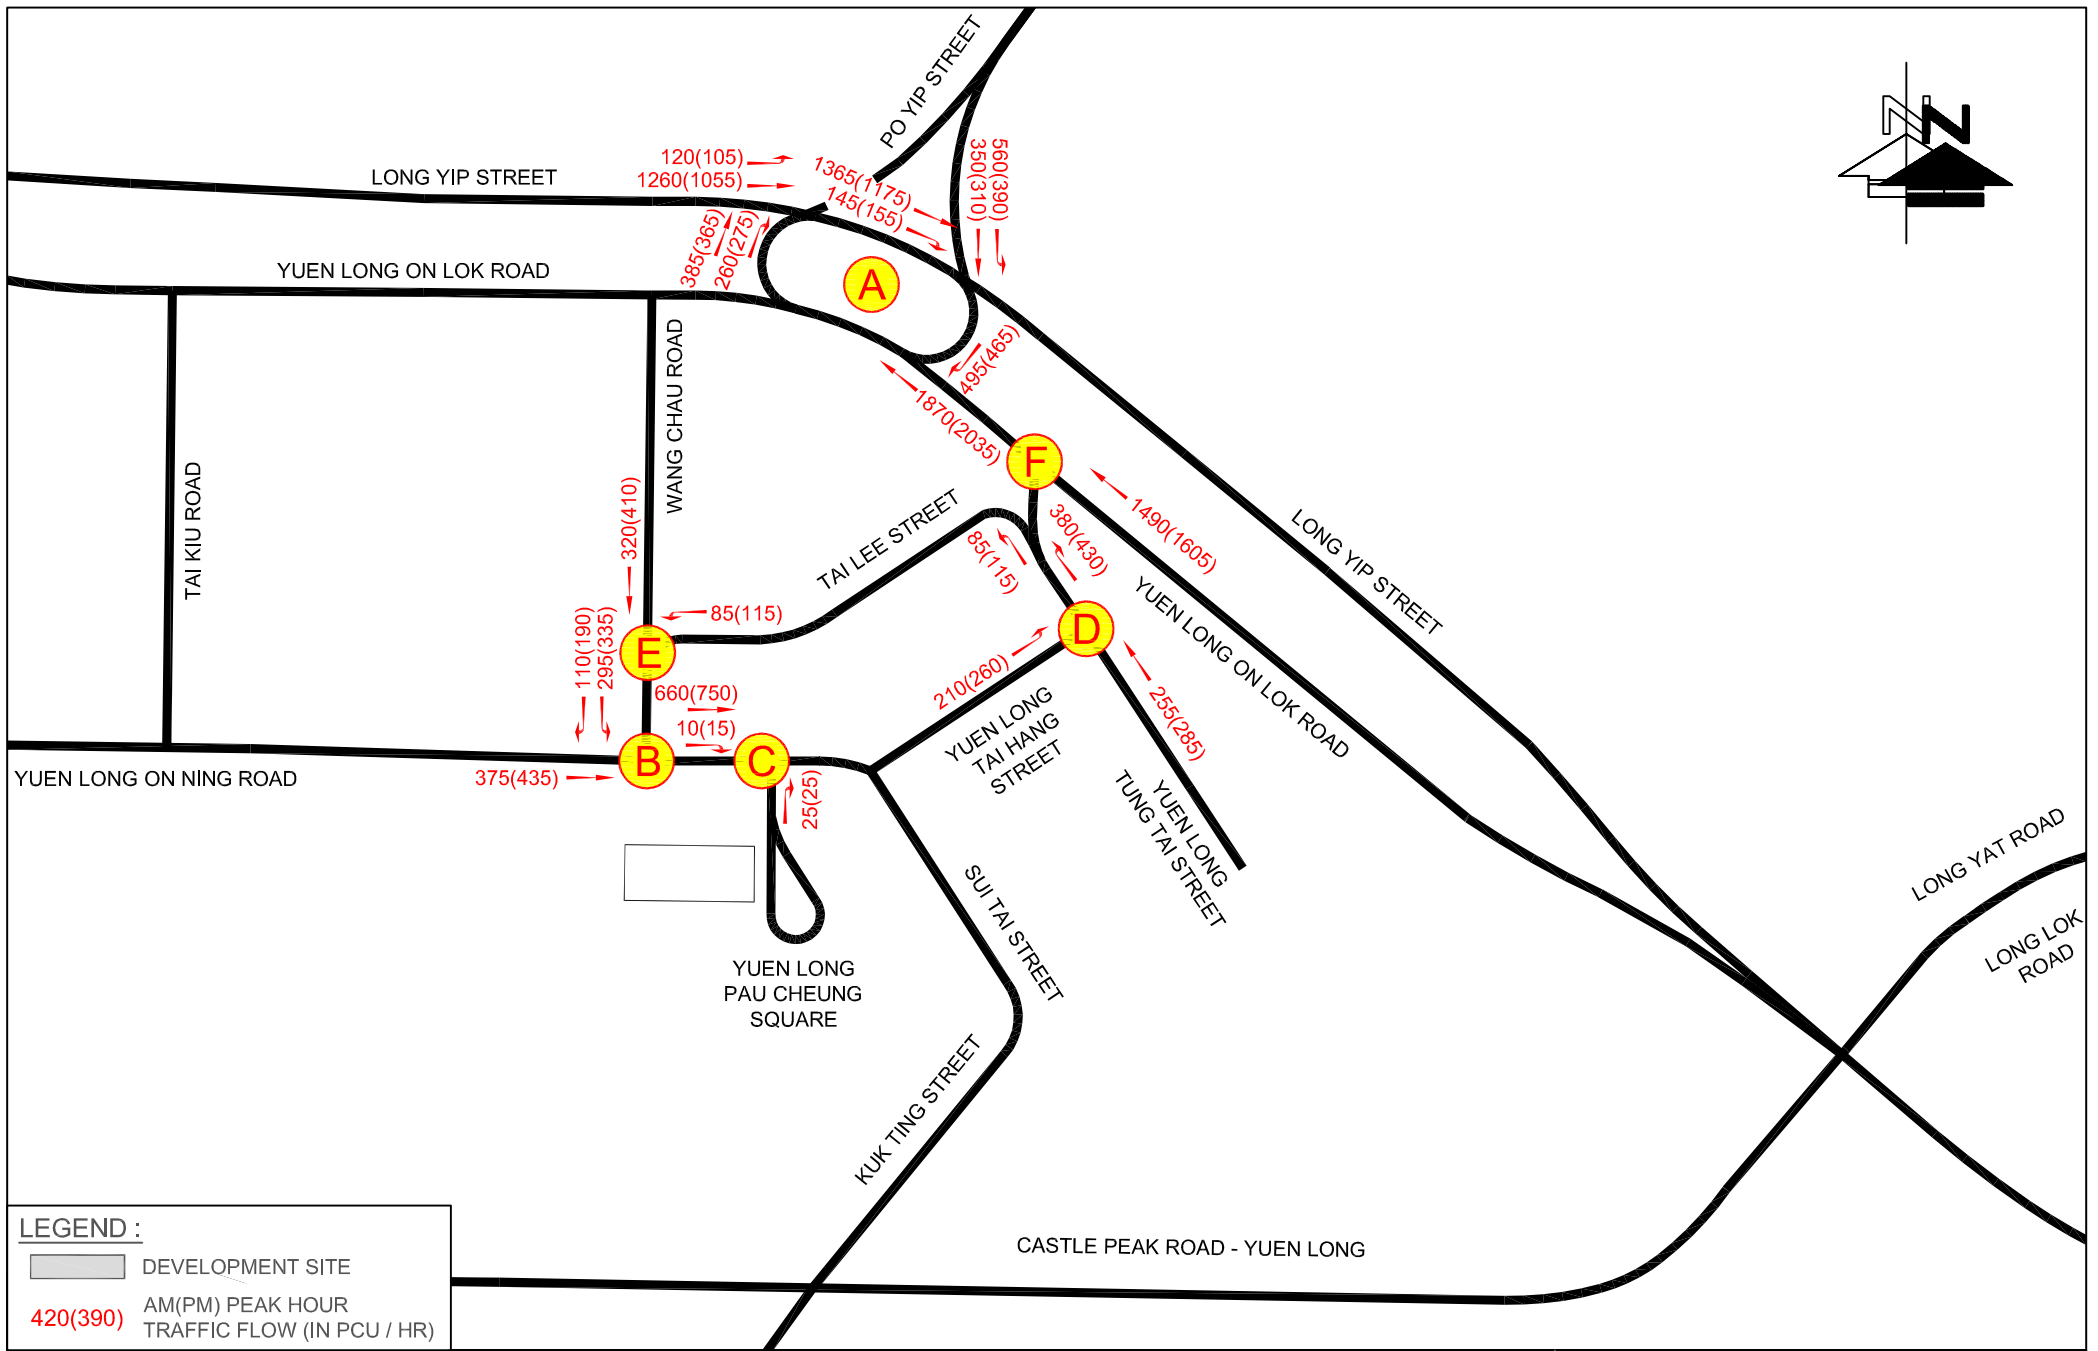 PO YIP STREET
N
N
120(105)
1260(1055)
1365(1175)
145(155)
560(390)
350(310)
LONG YIP STREET
385(365)
260(275)
YUEN LONG ON LOK ROAD
A
WANG CHAU ROAD
495(465)
1870(2035)
F
TAI KIU ROAD
320(410)
TAI LEE STREET
85(115)
380(430)
1490(1605)
LONG YIP STREET
YUEN LONG ON LOK ROAD
85(115)
D
E
110(190)
295(335)
660(750)
10(15)
210(260)
255(285)
YUEN LONG
TAI HANG
STREET
B
C
375(435)
25(25)
YUEN LONG ON NING ROAD
YUEN LONG
TUNG TAI STREET
SUI TAI STREET
LONG YAT ROAD
LONG LOK
ROAD
YUEN LONG
PAU CHEUNG
SQUARE
KUK TING STREET
CASTLE PEAK ROAD - YUEN LONG
LEGEND :
DEVELOPMENT SITE
420(390)
AM(PM) PEAK HOUR
TRAFFIC FLOW (IN PCU / HR)